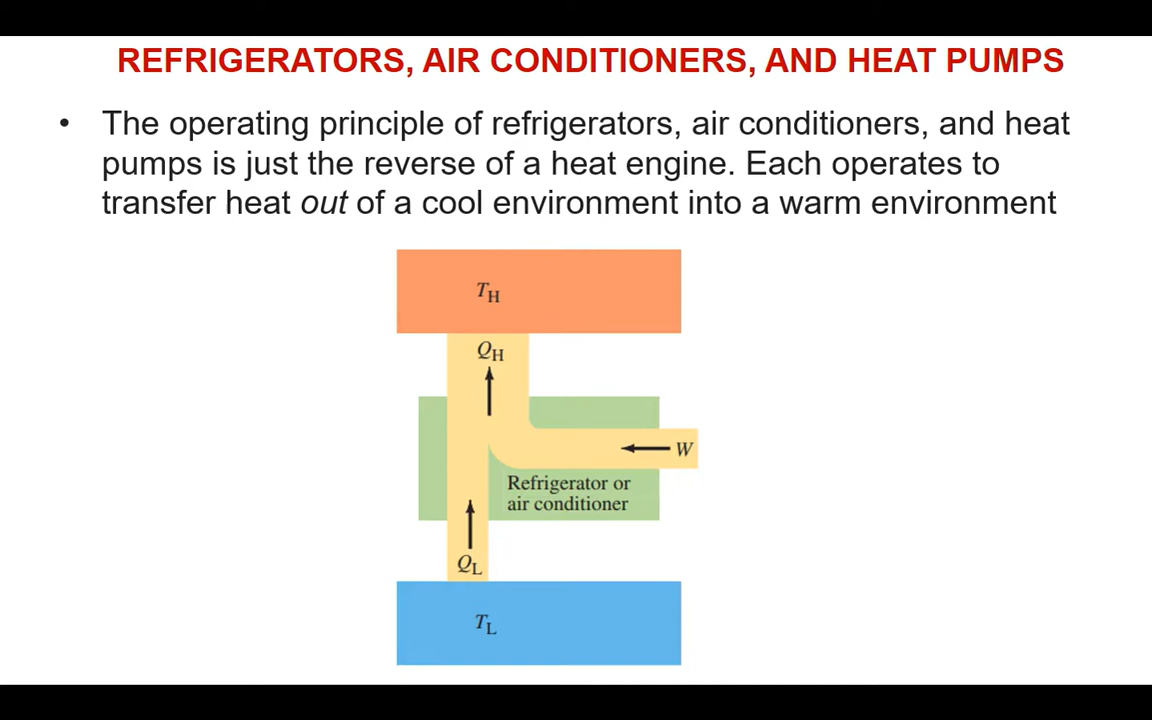 REFRIGERATORS, AIR CONDITIONERS, AND HEAT PUMPS
• The operating principle of refrigerators, air conditioners, and heat
pumps is just the reverse of a heat engine. Each operates to
transfer heat out of a cool environment into a warm environment
TH
QH
W
Refrigerator or
air conditioner
QL
TL